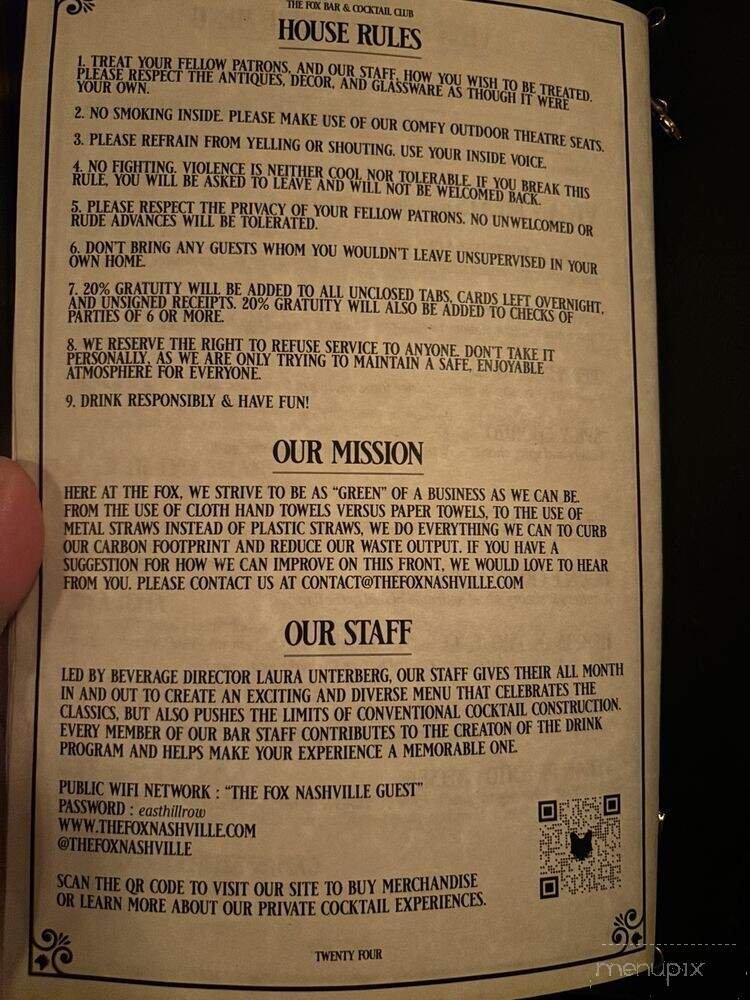 THE FOX BAR & COCKTAIL CLUB
HOUSE RULES
1. TREAT YOUR FELLOW PATRONS, AND OUR STAFF, HOW YOU WISH TO BE TREATED.
PLEASE RESPECT THE ANTIQUES, DECOR, AND GLASSWARE AS THOUGH IT WERE
YOUR OWN.
2. NO SMOKING INSIDE. PLEASE MAKE USE OF OUR COMFY OUTDOOR THEATRE SEATS.
3. PLEASE REFRAIN FROM YELLING OR SHOUTING. USE YOUR INSIDE VOICE.
4. NO FIGHTING. VIOLENCE IS NEITHER COOL NOR TOLERABLE. IF YOU BREAK THIS
RULE, YOU WILL BE ASKED TO LEAVE AND WILL NOT BE WELCOMED BACK.
5. PLEASE RESPECT THE PRIVACY OF YOUR FELLOW PATRONS. NO UNWELCOMED OR
RUDE ADVANCES WILL BE TOLERATED.
6. DON'T BRING ANY GUESTS WHOM YOU WOULDN'T LEAVE UNSUPERVISED IN YOUR
OWN HOME.
7. 20% GRATUITY WILL BE ADDED TO ALL UNCLOSED TABS, CARDS LEFT OVERNIGHT,
AND UNSIGNED RECEIPTS. 20% GRATUITY WILL ALSO BE ADDED TO CHECKS OF
PARTIES OF 6 OR MORE.
8. WE RESERVE THE RIGHT TO REFUSE SERVICE TO ANYONE. DON'T TAKE IT
PERSONALLY, AS WE ARE ONLY TRYING TO MAINTAIN A SAFE, ENJOYABLE
ATMOSPHERE FOR EVERYONE.
9. DRINK RESPONSIBLY & HAVE FUN!
OUR MISSION
HERE AT THE FOX, WE STRIVE TO BE AS "GREEN" OF A BUSINESS AS WE CAN BE.
FROM THE USE OF CLOTH HAND TOWELS VERSUS PAPER TOWELS, TO THE USE OF
METAL STRAWS INSTEAD OF PLASTIC STRAWS, WE DO EVERYTHING WE CAN TO CURB
OUR CARBON FOOTPRINT AND REDUCE OUR WASTE OUTPUT. IF YOU HAVE A
SUGGESTION FOR HOW WE CAN IMPROVE ON THIS FRONT, WE WOULD LOVE TO HEAR
FROM YOU. PLEASE CONTACT US AT CONTACT@THEFOXNASHVILLE.COM
OUR STAFF
LED BY BEVERAGE DIRECTOR LAURA UNTERBERG, OUR STAFF GIVES THEIR ALL MONTH
IN AND OUT TO CREATE AN EXCITING AND DIVERSE MENU THAT CELEBRATES THE
CLASSICS, BUT ALSO PUSHES THE LIMITS OF CONVENTIONAL COCKTAIL CONSTRUCTION.
EVERY MEMBER OF OUR BAR STAFF CONTRIBUTES TO THE CREATON OF THE DRINK
PROGRAM AND HELPS MAKE YOUR EXPERIENCE A MEMORABLE ONE.
PUBLIC WIFI NETWORK : "THE FOX NASHVILLE GUEST"
PASSWORD : easthillrow
WWW.THEFOXNASHVILLE.COM
@THEFOXNASHVILLE
SCAN THE QR CODE TO VISIT OUR SITE TO BUY MERCHANDISE
OR LEARN MORE ABOUT OUR PRIVATE COCKTAIL EXPERIENCES.
TWENTY FOUR
menupix